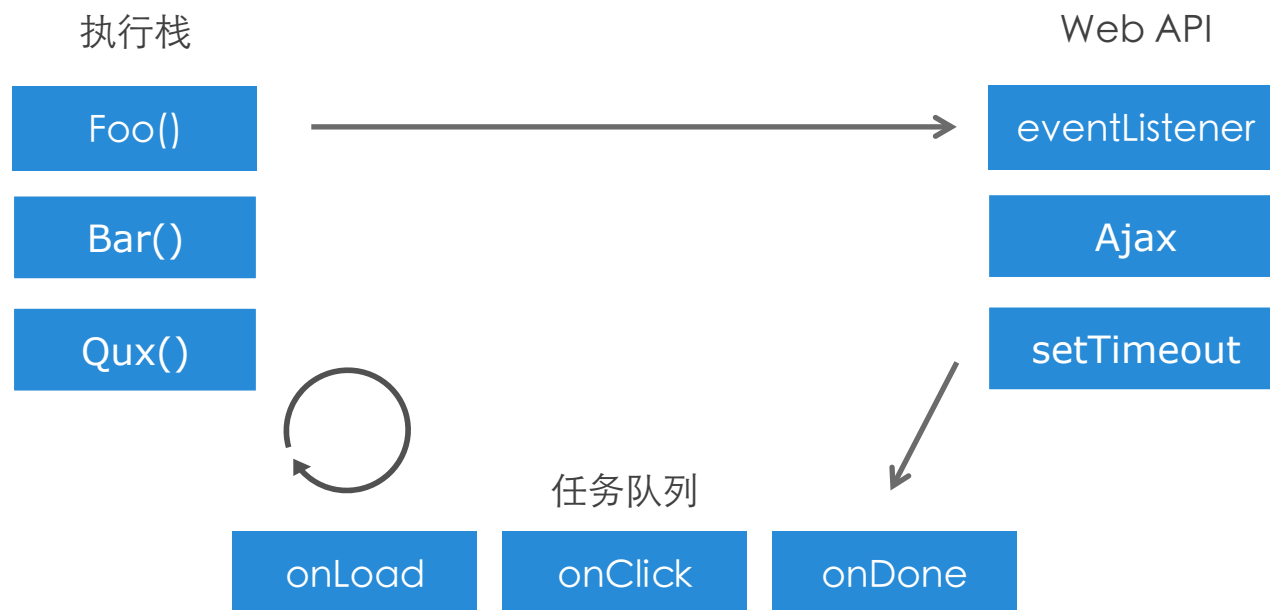 执行栈
Web API
Foo()
eventListener
Bar()
Ajax
Qux()
setTimeout
任务队列
onLoad
onClick
onDone